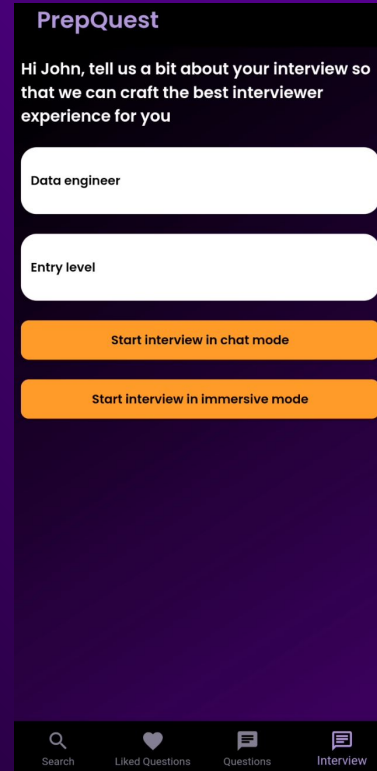 PrepQuest
Hi John, tell us a bit about your interview so
that we can craft the best interviewer
experience for you
Data engineer
Entry level
Start interview in chat mode
Start interview in immersive mode
Search
Liked Questions
Questions
Interview